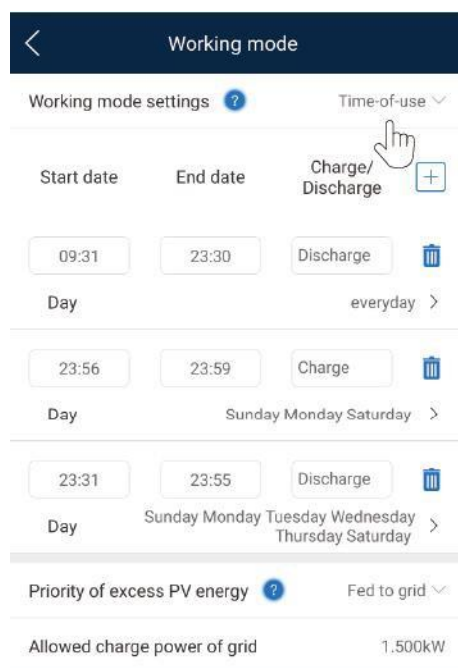 Working mode
Working mode settings ? Time-of-use
Start date End date Charge/
Discharge
09:31 23:30 Discharge
Day everyday
23:56 23:59 Charge
Day Sunday Monday Saturday
23:31 23:55 Discharge
Day Sunday Monday Tuesday Wednesday
Thursday Saturday
Priority of excess PV energy ? Fed to grid
Allowed charge power of grid 1.500kW